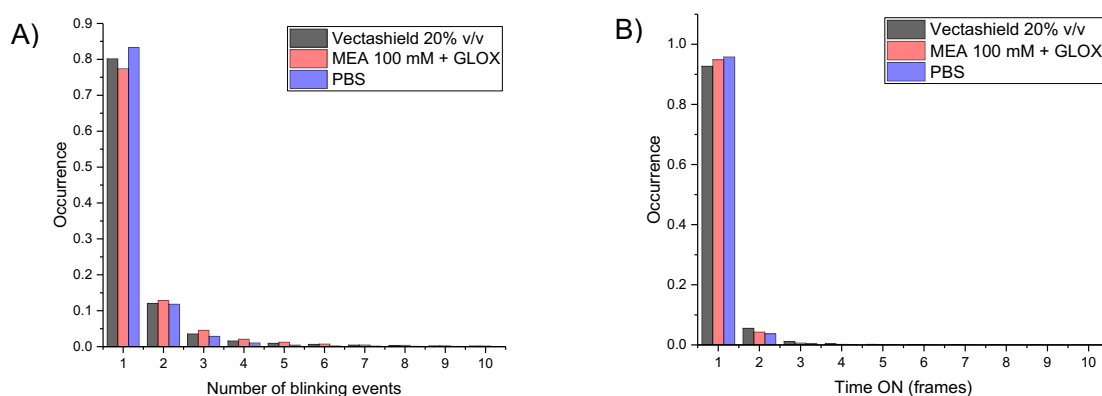 A)
Vectashield 20% v/v
MEA 100 mM + GLOX
PBS
Occurrence
0.9
0.8
0.7
0.6
0.5
0.4
0.3
0.2
0.1
0.0
1 2 3 4 5 6 7 8 9 10
Number of blinking events
B)
Vectashield 20% v/v
MEA 100 mM + GLOX
PBS
Occurrence
1.0
0.8
0.6
0.4
0.2
0.0
1 2 3 4 5 6 7 8 9 10
Time ON (frames)